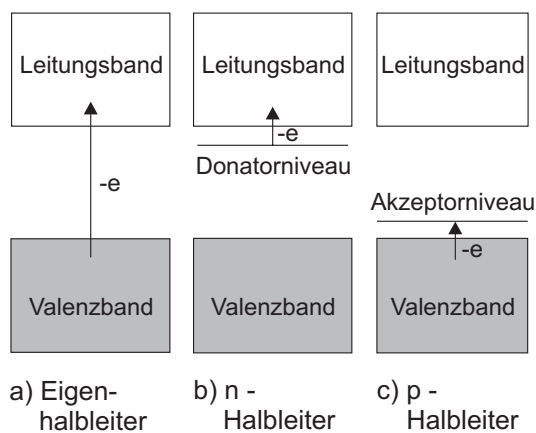 Leitungsband
Leitungsband
Leitungsband
-e
Donatorniveau
-e
Akzeptorniveau
-e
Valenzband
Valenzband
Valenzband
a) Eigen-
halbleiter
b) n -
Halbleiter
c) p -
Halbleiter